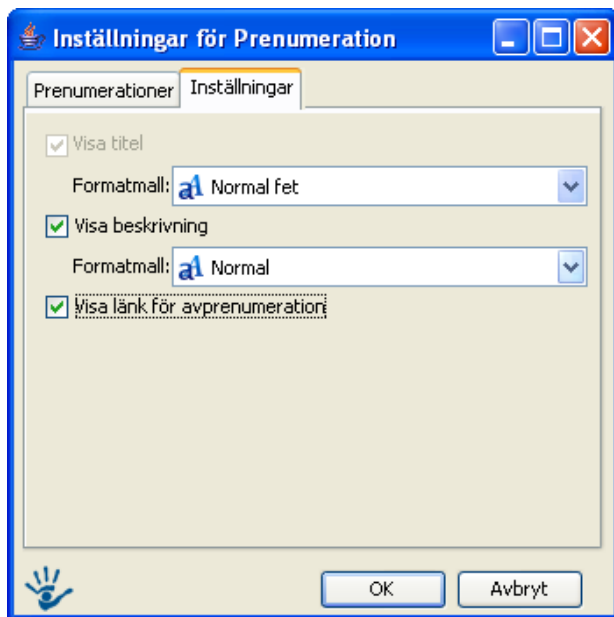 Inställningar för Prenumeration
Prenumerationer Inställningar
Visa titel
Formatmall: Normal fet
Visa beskrivning
Formatmall: Normal
Visa länk för avprenumeration
OK Avbryt